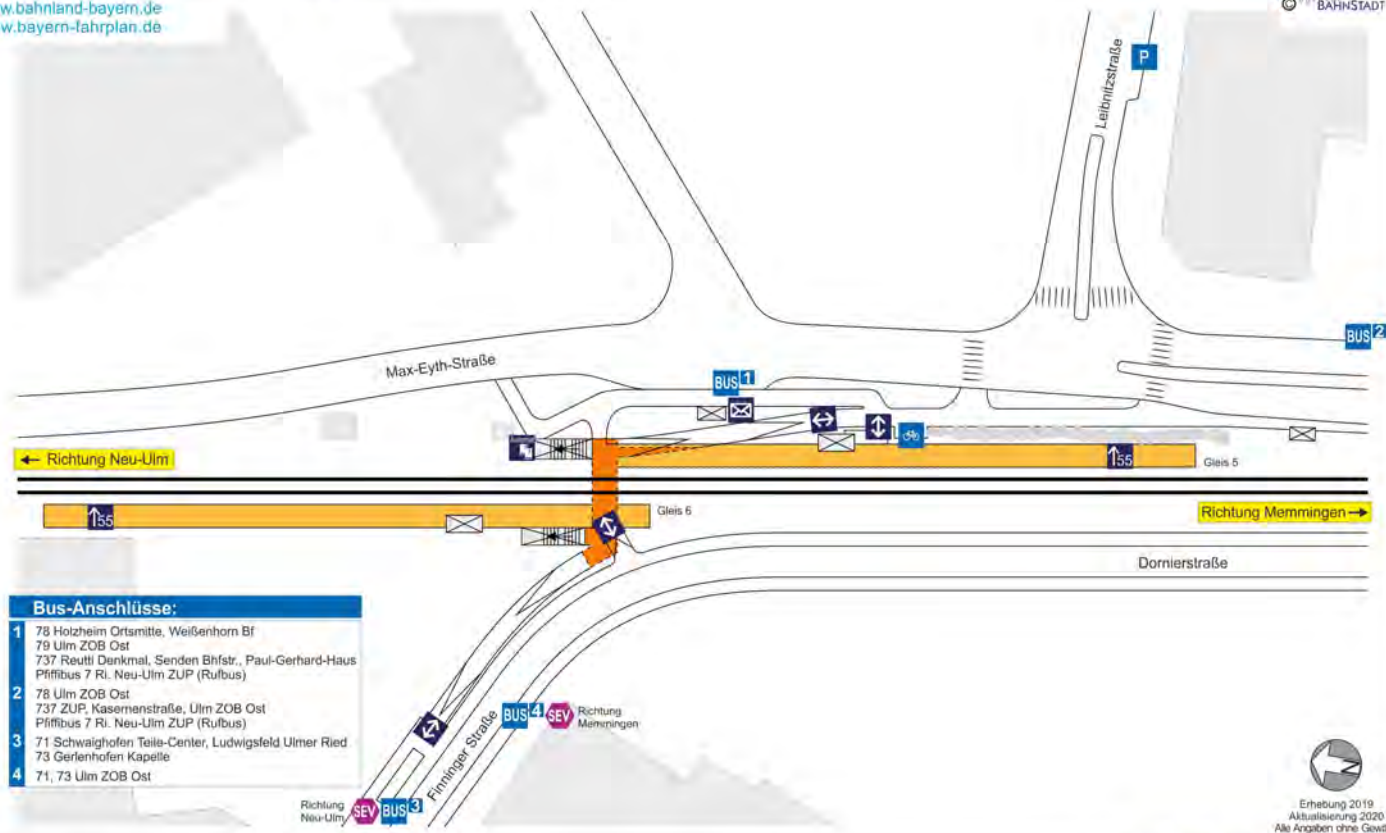 w.bahnland-bayern.de
w.bayern-fahrplan.de
© BAHNSTADT
P
Leibnitzstraße
BUS 2
Max-Eyth-Straße
BUS 1
← Richtung Neu-Ulm
↑55
Gleis 5
↑55
Gleis 6
Richtung Memmingen →
Dornierstraße
Bus-Anschlüsse:
1 78 Holzheim Ortsmitte, Weißenhorn Bf
79 Ulm ZOB Ost
737 Reutti Denkmal, Senden Bhfstr., Paul-Gerhard-Haus
Pfiffibus 7 Ri. Neu-Ulm ZUP (Rufbus)
2 78 Ulm ZOB Ost
737 ZUP, Kasernenstraße, Ulm ZOB Ost
Pfiffibus 7 Ri. Neu-Ulm ZUP (Rufbus)
3 71 Schwaighofen Teile-Center, Ludwigsfeld Ulmer Ried
73 Gerlenhofen Kapelle
4 71, 73 Ulm ZOB Ost
Finninger Straße
BUS 4 SEV Richtung
Memmingen
Richtung
Neu-Ulm SEV BUS 3
N
Erhebung 2019
Aktualisierung 2020
Alle Angaben ohne Gewä